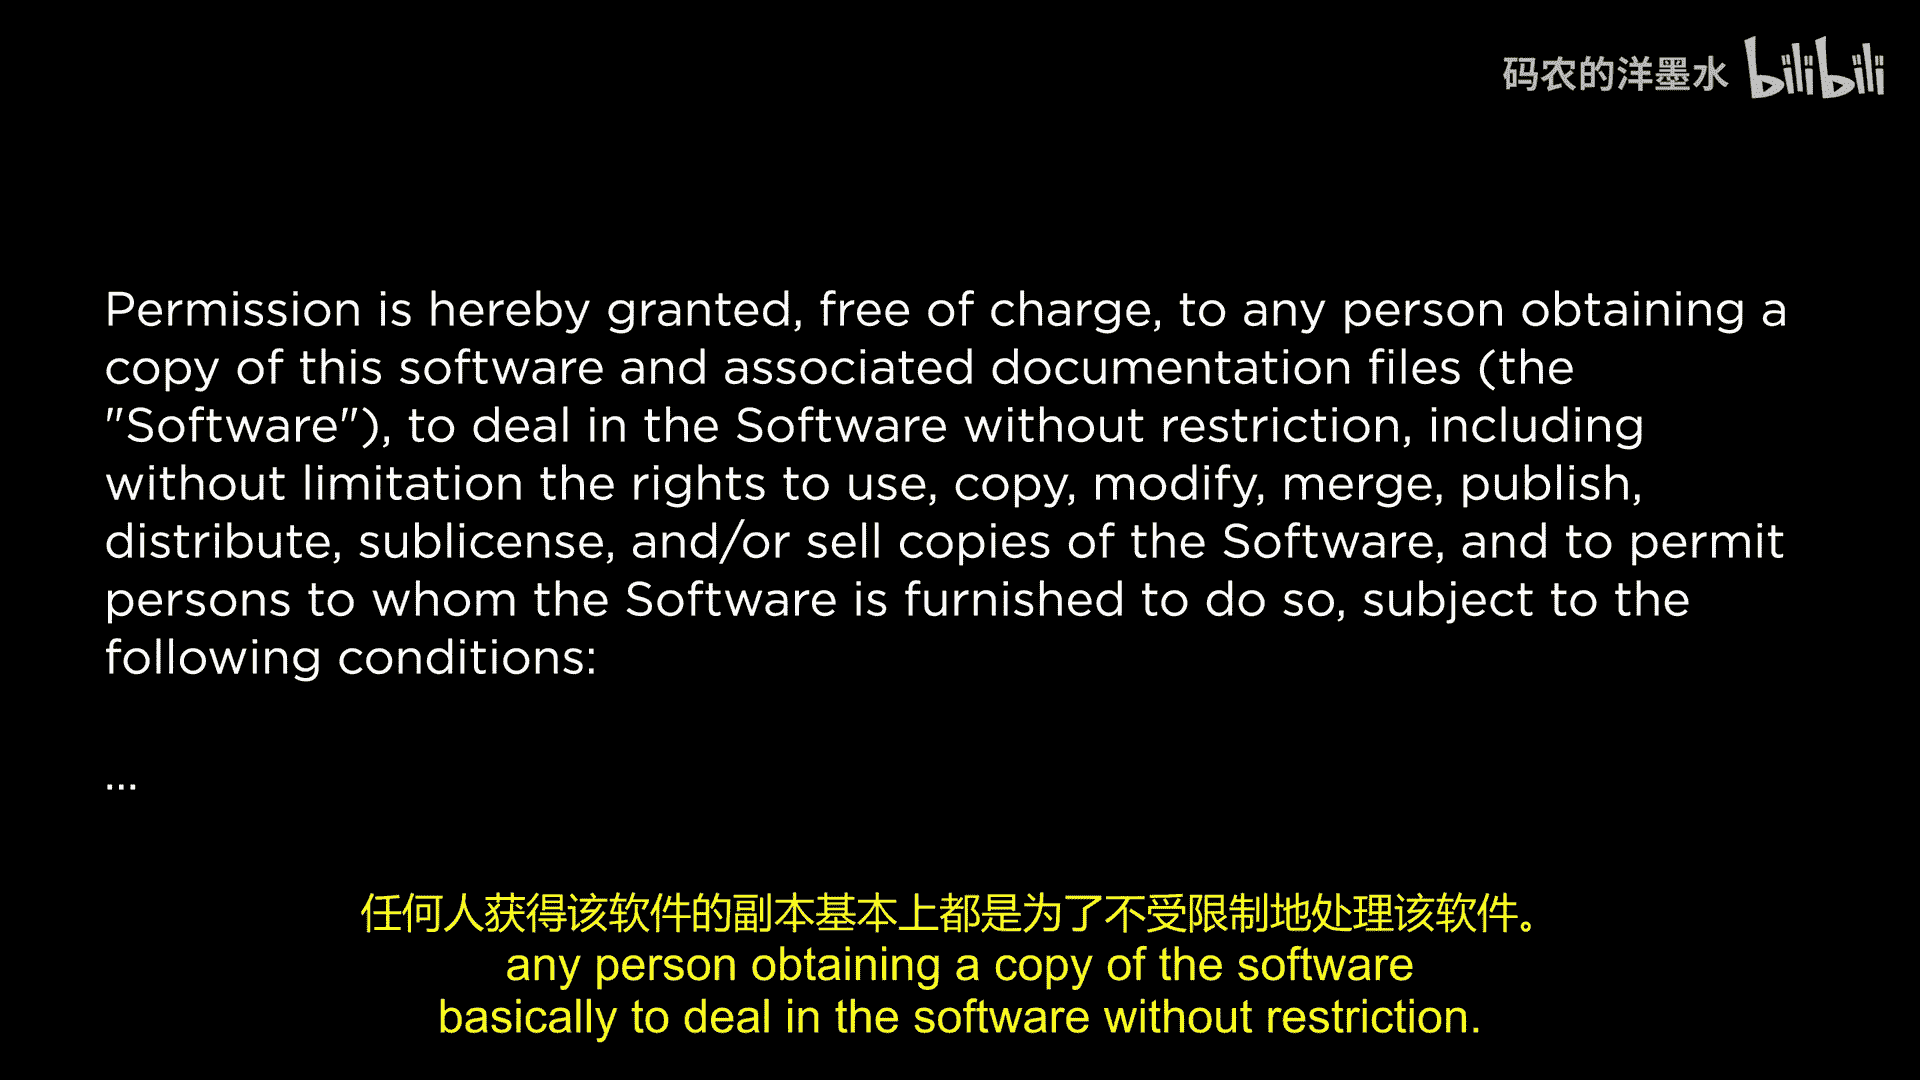 码农的洋墨水 bilibili
Permission is hereby granted, free of charge, to any person obtaining a
copy of this software and associated documentation files (the
"Software"), to deal in the Software without restriction, including
without limitation the rights to use, copy, modify, merge, publish,
distribute, sublicense, and/or sell copies of the Software, and to permit
persons to whom the Software is furnished to do so, subject to the
following conditions:
...
任何人获得该软件的副本基本上都是为了不受限制地处理该软件。
any person obtaining a copy of the software
basically to deal in the software without restriction.